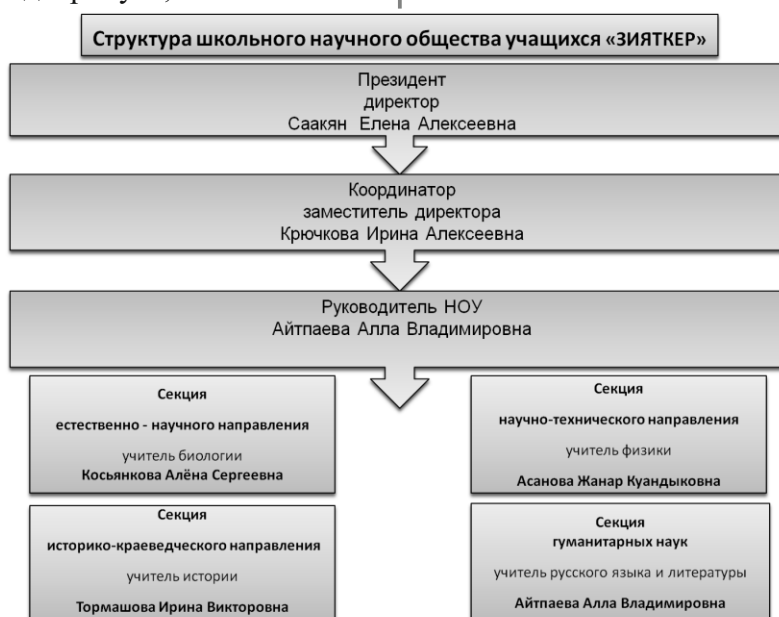 Структура школьного научного общества учащихся «ЗИЯТКЕР»
Президент
директор
Саакян Елена Алексеевна
Координатор
заместитель директора
Крючкова Ирина Алексеевна
Руководитель НОУ
Айтпаева Алла Владимировна
Секция
естественно - научного направления
учитель биологии
Косьянкова Алёна Сергеевна
Секция
научно-технического направления
учитель физики
Асанова Жанар Куандыковна
Секция
историко-краеведческого направления
учитель истории
Тормашова Ирина Викторовна
Секция
гуманитарных наук
учитель русского языка и литературы
Айтпаева Алла Владимировна